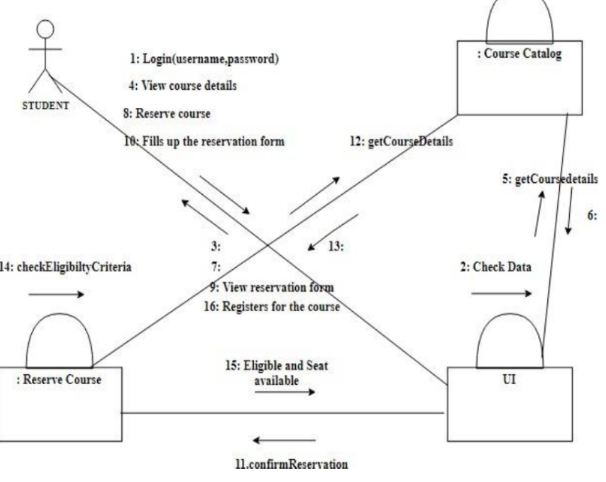 : Course Catalog
1: Login(username,password)
4: View course details
STUDENT
8: Reserve course
10: Fills up the reservation form
12: getCourseDetails
5: getCoursedetails
6:
3:
13:
14: checkEligibiltyCriteria
7:
2: Check Data
9: View reservation form
16: Registers for the course
15: Eligible and Seat
available
: Reserve Course
UI
11.confirmReservation